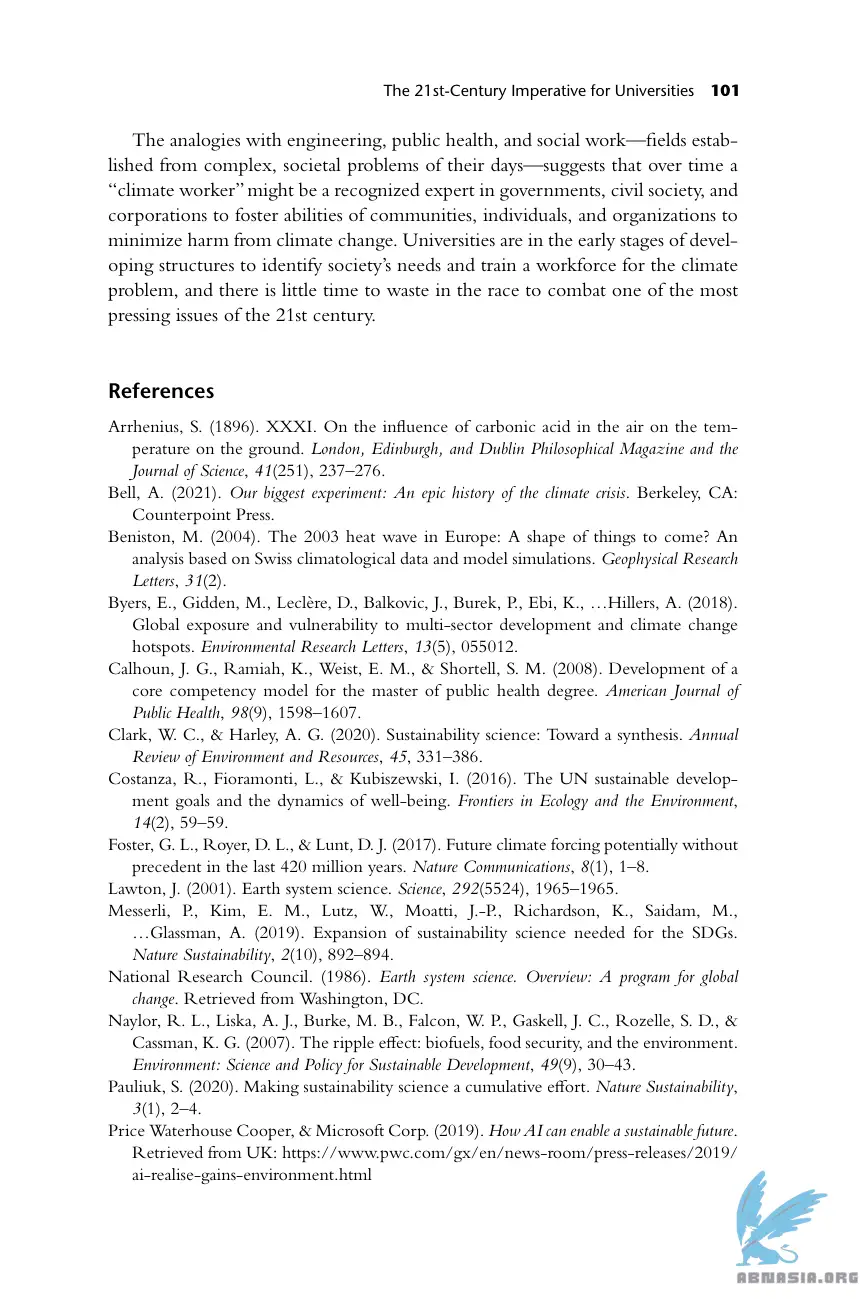 The 21st-Century Imperative for Universities 101
The analogies with engineering, public health, and social work—fields estab-
lished from complex, societal problems of their days—suggests that over time a
“climate worker” might be a recognized expert in governments, civil society, and
corporations to foster abilities of communities, individuals, and organizations to
minimize harm from climate change. Universities are in the early stages of devel-
oping structures to identify society’s needs and train a workforce for the climate
problem, and there is little time to waste in the race to combat one of the most
pressing issues of the 21st century.
References
Arrhenius, S. (1896). XXXI. On the influence of carbonic acid in the air on the tem-
perature on the ground. London, Edinburgh, and Dublin Philosophical Magazine and the
Journal of Science, 41(251), 237–276.
Bell, A. (2021). Our biggest experiment: An epic history of the climate crisis. Berkeley, CA:
Counterpoint Press.
Beniston, M. (2004). The 2003 heat wave in Europe: A shape of things to come? An
analysis based on Swiss climatological data and model simulations. Geophysical Research
Letters, 31(2).
Byers, E., Gidden, M., Leclère, D., Balkovic, J., Burek, P., Ebi, K., …Hillers, A. (2018).
Global exposure and vulnerability to multi-sector development and climate change
hotspots. Environmental Research Letters, 13(5), 055012.
Calhoun, J. G., Ramiah, K., Weist, E. M., & Shortell, S. M. (2008). Development of a
core competency model for the master of public health degree. American Journal of
Public Health, 98(9), 1598–1607.
Clark, W. C., & Harley, A. G. (2020). Sustainability science: Toward a synthesis. Annual
Review of Environment and Resources, 45, 331–386.
Costanza, R., Fioramonti, L., & Kubiszewski, I. (2016). The UN sustainable develop-
ment goals and the dynamics of well-being. Frontiers in Ecology and the Environment,
14(2), 59–59.
Foster, G. L., Royer, D. L., & Lunt, D. J. (2017). Future climate forcing potentially without
precedent in the last 420 million years. Nature Communications, 8(1), 1–8.
Lawton, J. (2001). Earth system science. Science, 292(5524), 1965–1965.
Messerli, P., Kim, E. M., Lutz, W., Moatti, J.-P., Richardson, K., Saidam, M.,
…Glassman, A. (2019). Expansion of sustainability science needed for the SDGs.
Nature Sustainability, 2(10), 892–894.
National Research Council. (1986). Earth system science. Overview: A program for global
change. Retrieved from Washington, DC.
Naylor, R. L., Liska, A. J., Burke, M. B., Falcon, W. P., Gaskell, J. C., Rozelle, S. D., &
Cassman, K. G. (2007). The ripple effect: biofuels, food security, and the environment.
Environment: Science and Policy for Sustainable Development, 49(9), 30–43.
Pauliuk, S. (2020). Making sustainability science a cumulative effort. Nature Sustainability,
3(1), 2–4.
Price Waterhouse Cooper, & Microsoft Corp. (2019). How AI can enable a sustainable future.
Retrieved from UK: https://www.pwc.com/gx/en/news-room/press-releases/2019/
ai-realise-gains-environment.html
ABNASIA.ORG